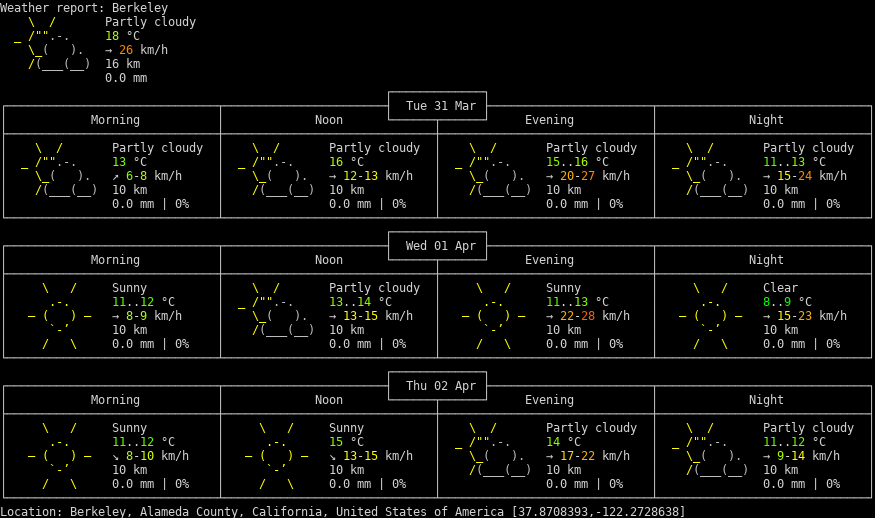 Weather report: Berkeley
Partly cloudy
18 °C
→ 26 km/h
16 km
0.0 mm
Tue 31 Mar
Morning Noon Evening Night
Partly cloudy Partly cloudy Partly cloudy Partly cloudy
13 °C 16 °C 15..16 °C 11..13 °C
↗ 6-8 km/h → 12-13 km/h → 20-27 km/h → 15-24 km/h
10 km 10 km 10 km 10 km
0.0 mm | 0% 0.0 mm | 0% 0.0 mm | 0% 0.0 mm | 0%
Wed 01 Apr
Morning Noon Evening Night
Sunny Partly cloudy Sunny Clear
11..12 °C 13..14 °C 11..13 °C 8..9 °C
→ 8-9 km/h → 13-15 km/h → 22-28 km/h → 15-23 km/h
10 km 10 km 10 km 10 km
0.0 mm | 0% 0.0 mm | 0% 0.0 mm | 0% 0.0 mm | 0%
Thu 02 Apr
Morning Noon Evening Night
Sunny Sunny Partly cloudy Partly cloudy
11..12 °C 15 °C 14 °C 11..12 °C
↘ 8-10 km/h ↘ 13-15 km/h → 17-22 km/h → 9-14 km/h
10 km 10 km 10 km 10 km
0.0 mm | 0% 0.0 mm | 0% 0.0 mm | 0% 0.0 mm | 0%
Location: Berkeley, Alameda County, California, United States of America [37.8708393,-122.2728638]